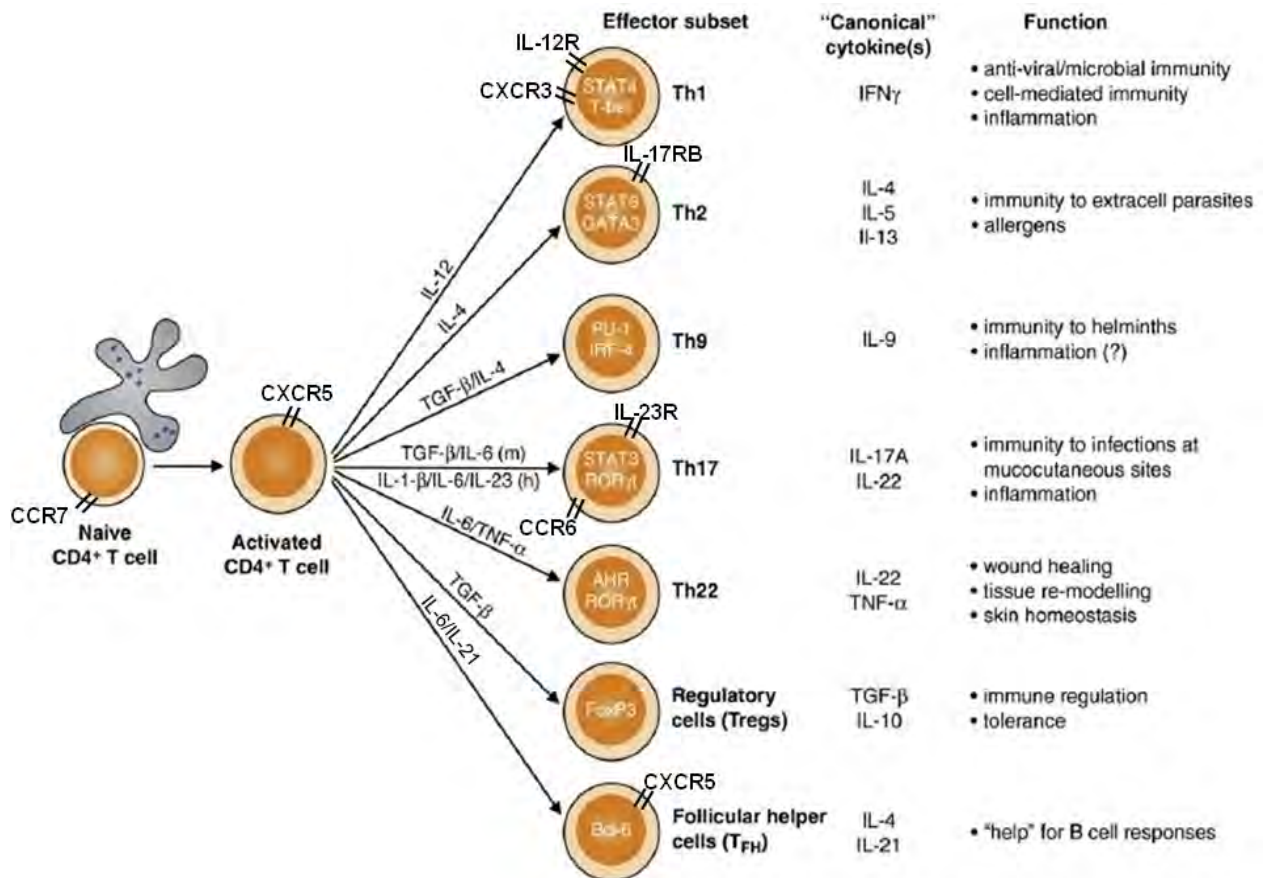 Effector subset
"Canonical"
cytokine(s)
Function
IL-12R
CXCR3
STAT4
T-bet
Th1
IFNγ
• anti-viral/microbial immunity
• cell-mediated immunity
• inflammation
IL-17RB
STAT6
GATA3
Th2
IL-4
IL-5
Il-13
• immunity to extracell parasites
• allergens
IL-12
IL-4
PU-1
IRF-4
Th9
IL-9
• immunity to helminths
• inflammation (?)
TGF-β/IL-4
CXCR5
IL-23R
TGF-β/IL-6 (m)
IL-1-β/IL-6/IL-23 (h)
STAT3
RORγt
Th17
IL-17A
IL-22
• immunity to infections at
mucocutaneous sites
• inflammation
CCR6
CCR7
Naive
CD4+ T cell
Activated
CD4+ T cell
IL-6/TNF-α
AHR
RORγt
Th22
IL-22
TNF-α
• wound healing
• tissue re-modelling
• skin homeostasis
TGF-β
IL-6/IL-21
FoxP3
Regulatory
cells (Tregs)
TGF-β
IL-10
• immune regulation
• tolerance
CXCR5
Bcl-6
Follicular helper
cells (TFH)
IL-4
IL-21
• "help" for B cell responses